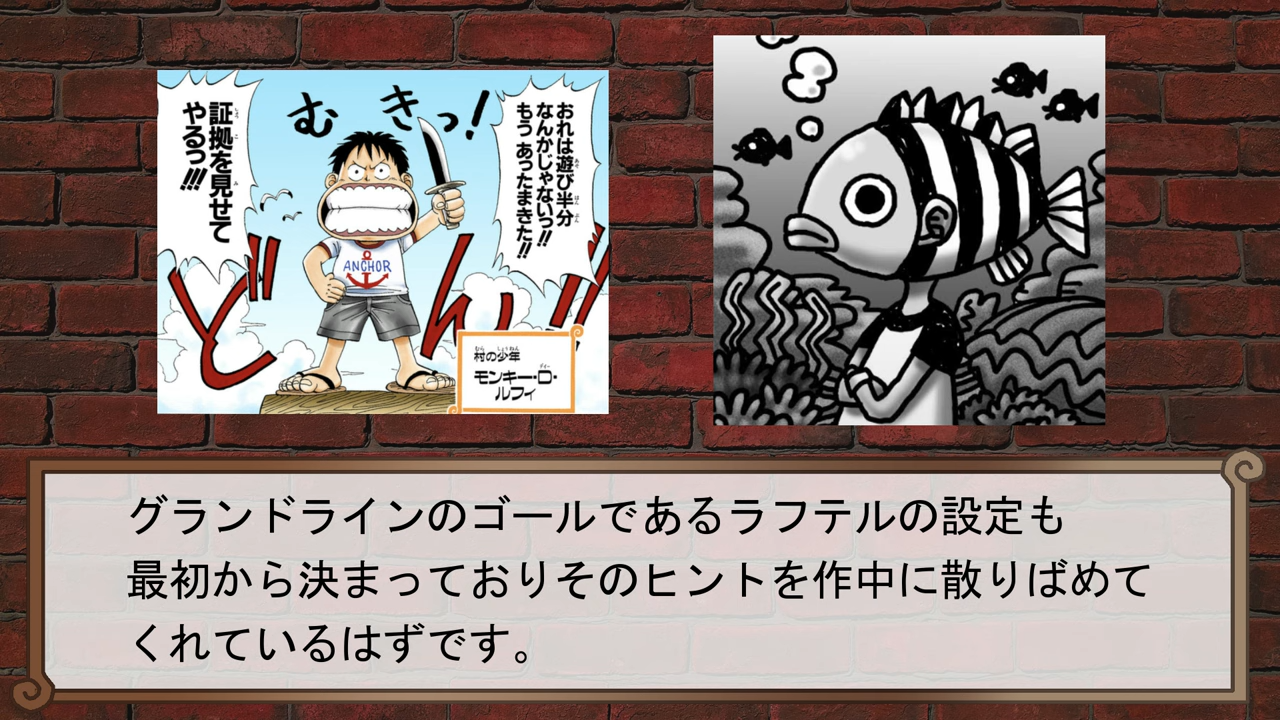 おれは遊び半分
なんかじゃないっ!!
もう あったまきた!!
むきっ!
証拠を見せて
やるっ!!!
ANCHOR
どん!!
村の少年
モンキー・D・
ルフィ
グランドラインのゴールであるラフテルの設定も
最初から決まっておりそのヒントを作中に散りばめて
くれているはずです。